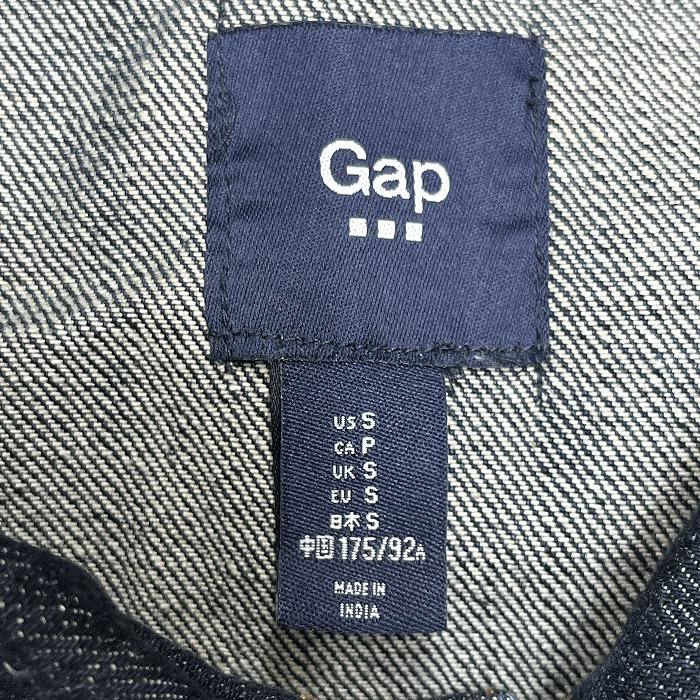 Gap
US S
CA P
UK S
EU S
日本 S
中国 175/92A
MADE IN
INDIA